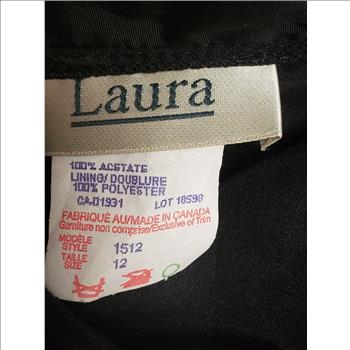 Laura
100% ACETATE
LINING/DOUBLURE
100% POLYESTER
CA-01931 LOT 18598
FABRIQUÉ AU/MADE IN CANADA
Garniture non comprise/Exclusive of Trim
MODÈLE
STYLE 1512
TAILLE
SIZE 12